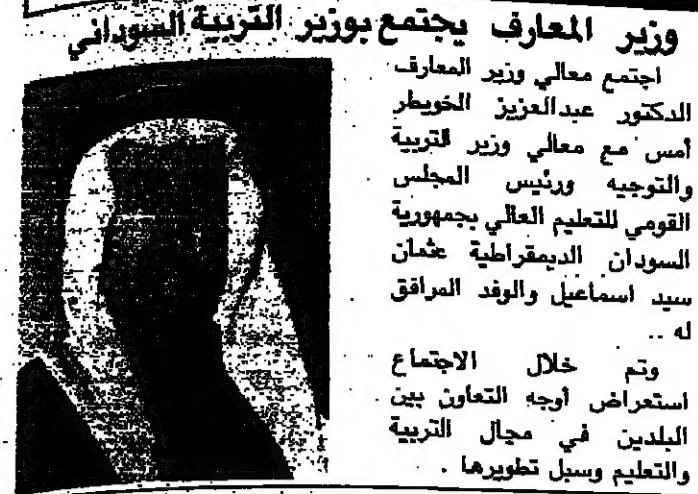 وزير المعارف يجتمع بوزير التربية السوداني
اجتمع معالي وزير المعارف
الدكتور عبدالعزيز الخويطر
أمس مع معالي وزير التربية
والتوجيه ورئيس المجلس
القومي للتعليم العالي بجمهورية
السودان الديمقراطية عثمان
سيد اسماعيل والوفد المرافق
له ..
وتم خلال الاجتماع
استعراض أوجه التعاون بين
البلدين في مجال التربية
والتعليم وسبل تطويرها .